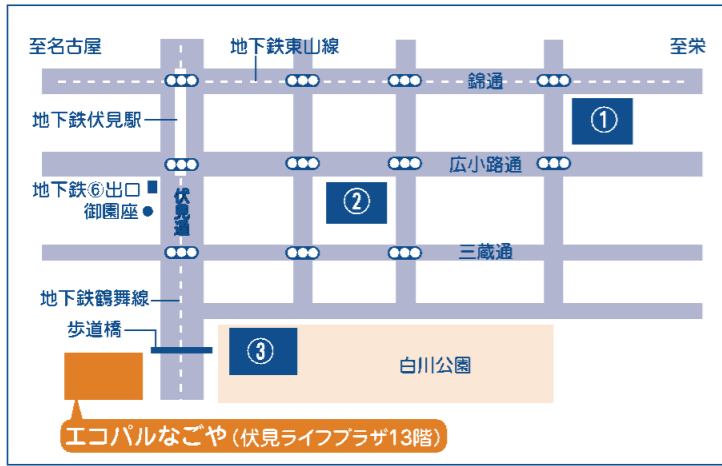 至名古屋
地下鉄東山線
至栄
錦通
地下鉄伏見駅
①
広小路通
地下鉄⑥出口
御園座
伏見通
②
三蔵通
地下鉄鶴舞線
歩道橋
③
白川公園
エコパルなごや(伏見ライフプラザ13階)